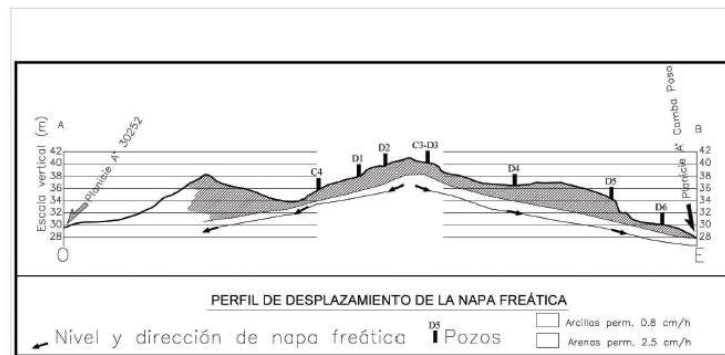 Escala vertical (m)
A
B
Planicie A° 30252
Planicie A° Camba Paso
42
40
38
36
34
32
30
28
42
40
38
36
34
32
30
28
C4
D1
D2
C3-D3
D4
D5
D6
O
E
PERFIL DE DESPLAZAMIENTO DE LA NAPA FREÁTICA
Nivel y dirección de napa freática
D5
Pozos
Arcillas perm. 0.8 cm/h
Arenas perm. 2.5 cm/h